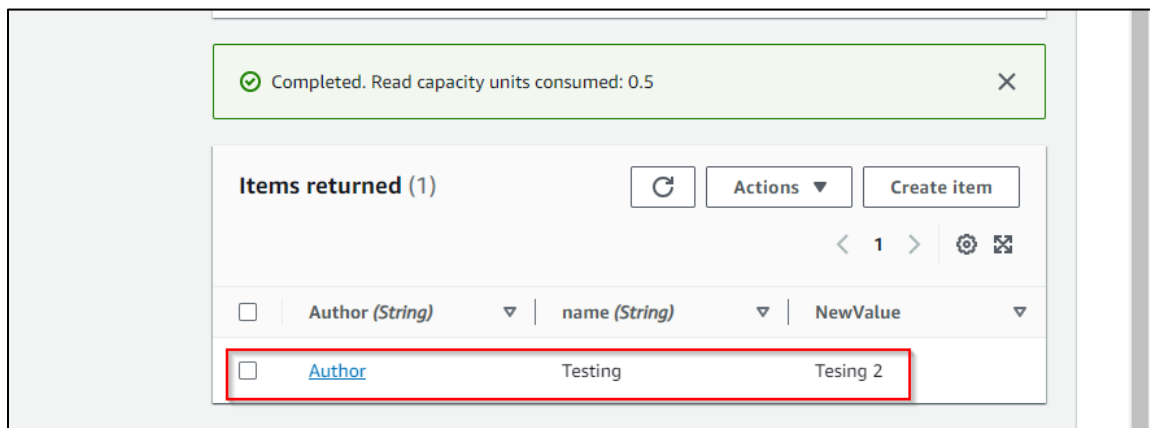 Completed. Read capacity units consumed: 0.5
Items returned (1)
Actions
Create item
1
Author (String) name (String) NewValue
Author Testing Tesing 2